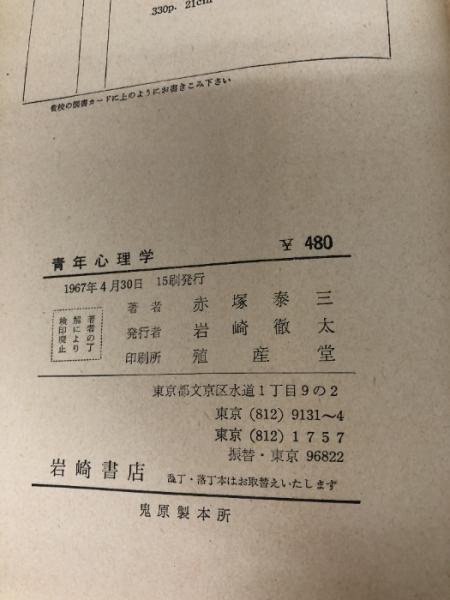 330p. 21cm
貴校の図書カードに上のようにお書きこみ下さい
青年心理学 ￥ 480
1967年4月30日 15刷発行
著者の了
解により
検印廃止
著者 赤塚泰三
発行者 岩崎徹太
印刷所 殖産堂
東京都文京区水道1丁目9の2
東京 (812) 9131〜4
東京 (812) 1757
振替・東京 96822
岩崎書店 乱丁・落丁本はお取替えいたします
鬼原製本所